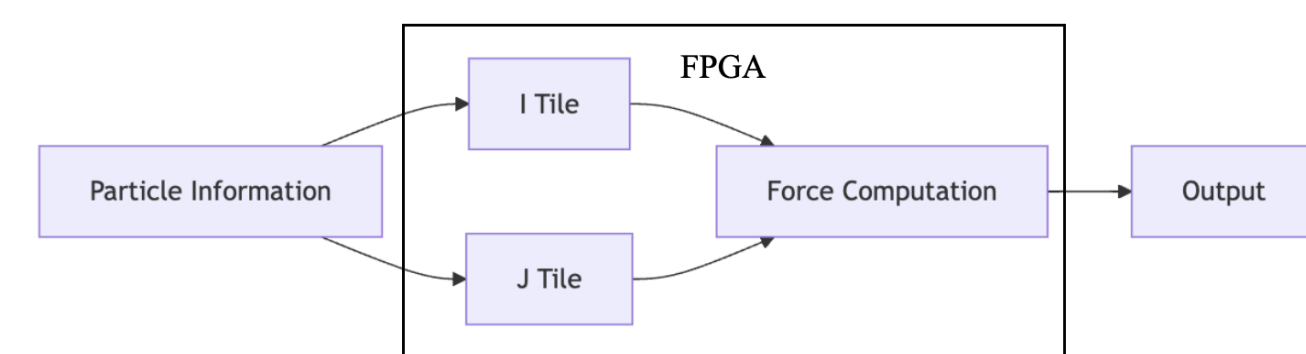 FPGA
I Tile
Particle Information
Force Computation
Output
J Tile